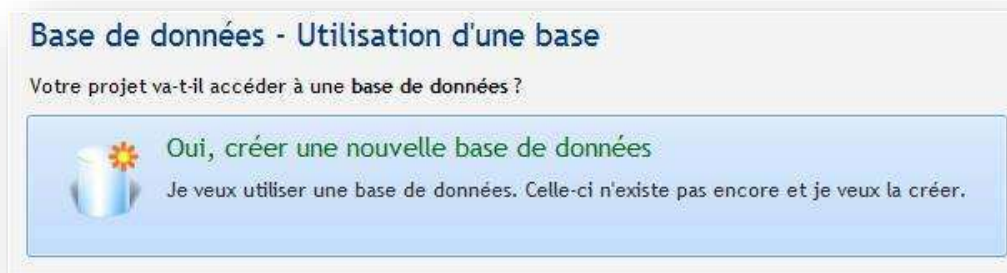 Base de données - Utilisation d'une base
Votre projet va-t-il accéder à une base de données ?
Oui, créer une nouvelle base de données
Je veux utiliser une base de données. Celle-ci n'existe pas encore et je veux la créer.